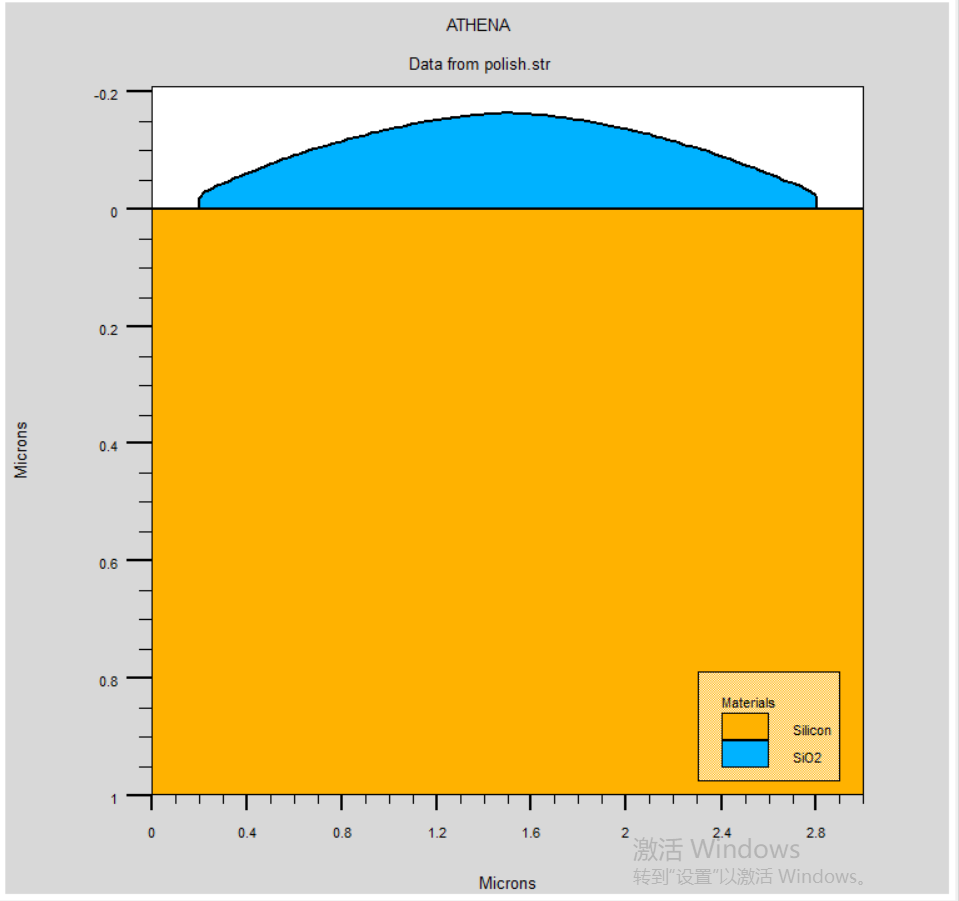 ATHENA
Data from polish.str
-0.2
0
0.2
0.4
0.6
0.8
1
Microns
0 0.4 0.8 1.2 1.6 2 2.4 2.8
Microns
Materials
Silicon
SiO2
激活 Windows
转到"设置"以激活 Windows。